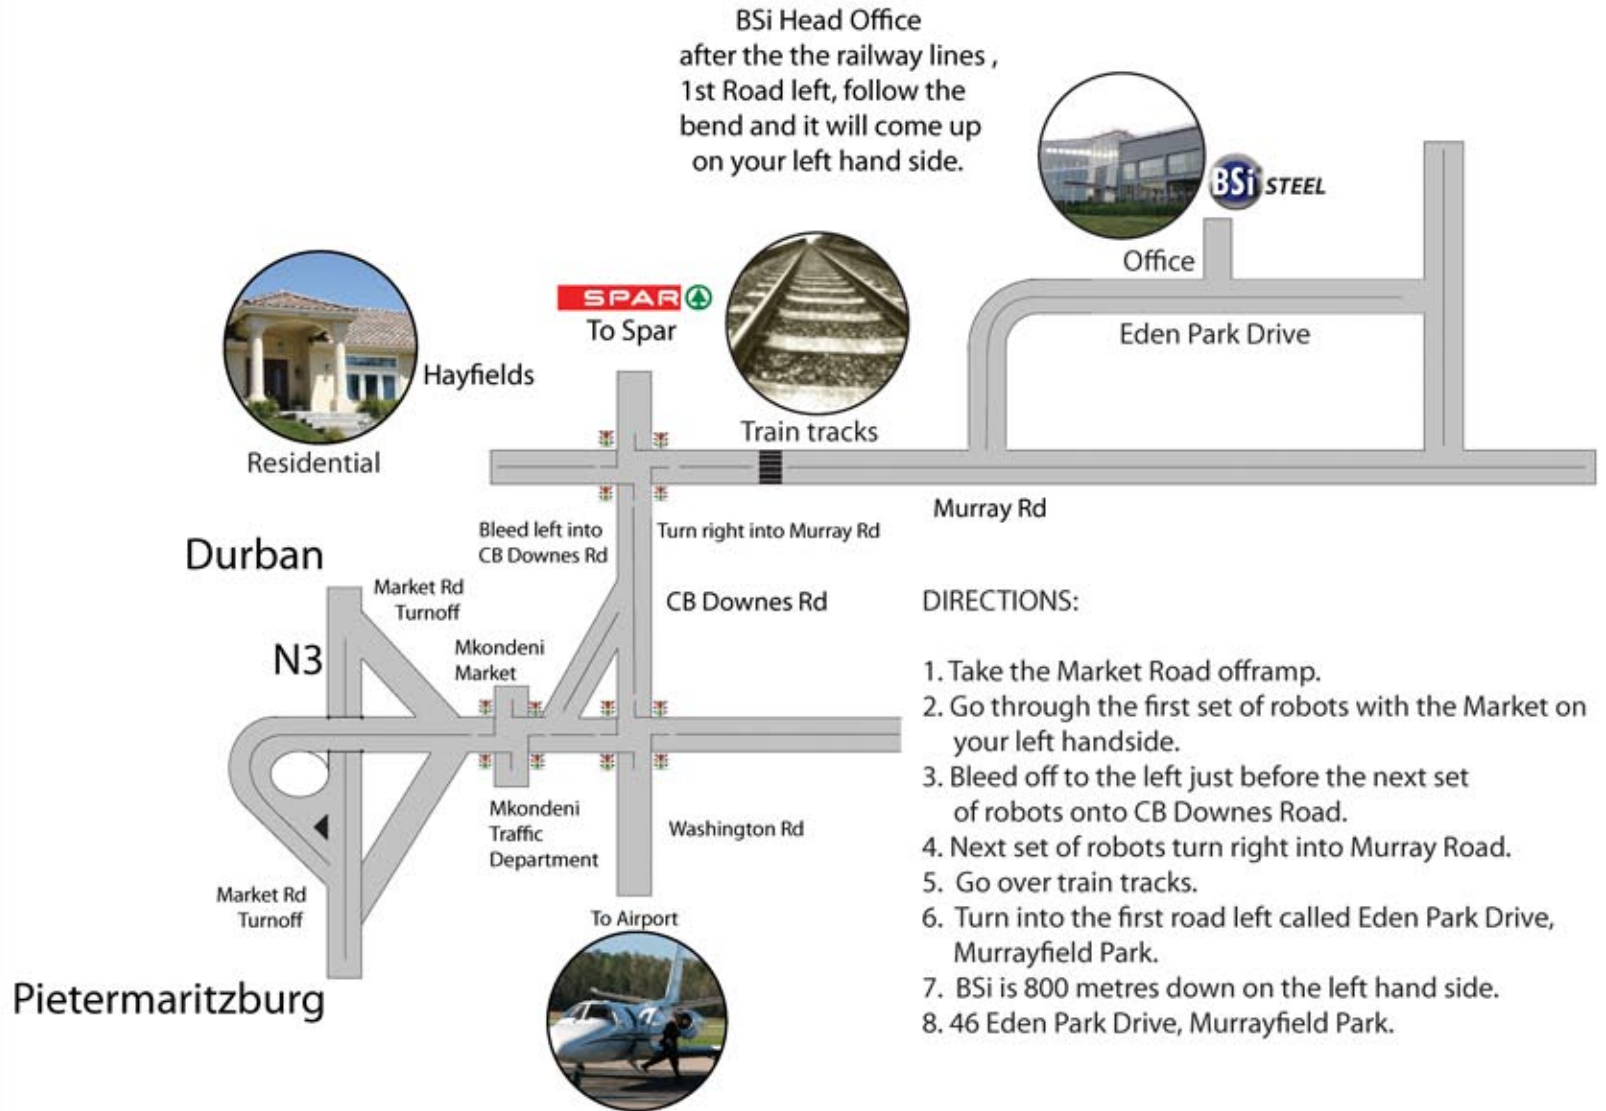 BSi Head Office
after the the railway lines ,
1st Road left, follow the
bend and it will come up
on your left hand side.
BSi STEEL
Office
SPAR
To Spar
Eden Park Drive
Hayfields
Train tracks
Residential
Murray Rd
Bleed left into
CB Downes Rd
Turn right into Murray Rd
Durban
Market Rd
Turnoff
CB Downes Rd
N3
Mkondeni
Market
Mkondeni
Traffic
Department
Washington Rd
Market Rd
Turnoff
To Airport
Pietermaritzburg
DIRECTIONS:
1. Take the Market Road offramp.
2. Go through the first set of robots with the Market on
your left handside.
3. Bleed off to the left just before the next set
of robots onto CB Downes Road.
4. Next set of robots turn right into Murray Road.
5. Go over train tracks.
6. Turn into the first road left called Eden Park Drive,
Murrayfield Park.
7. BSi is 800 metres down on the left hand side.
8. 46 Eden Park Drive, Murrayfield Park.